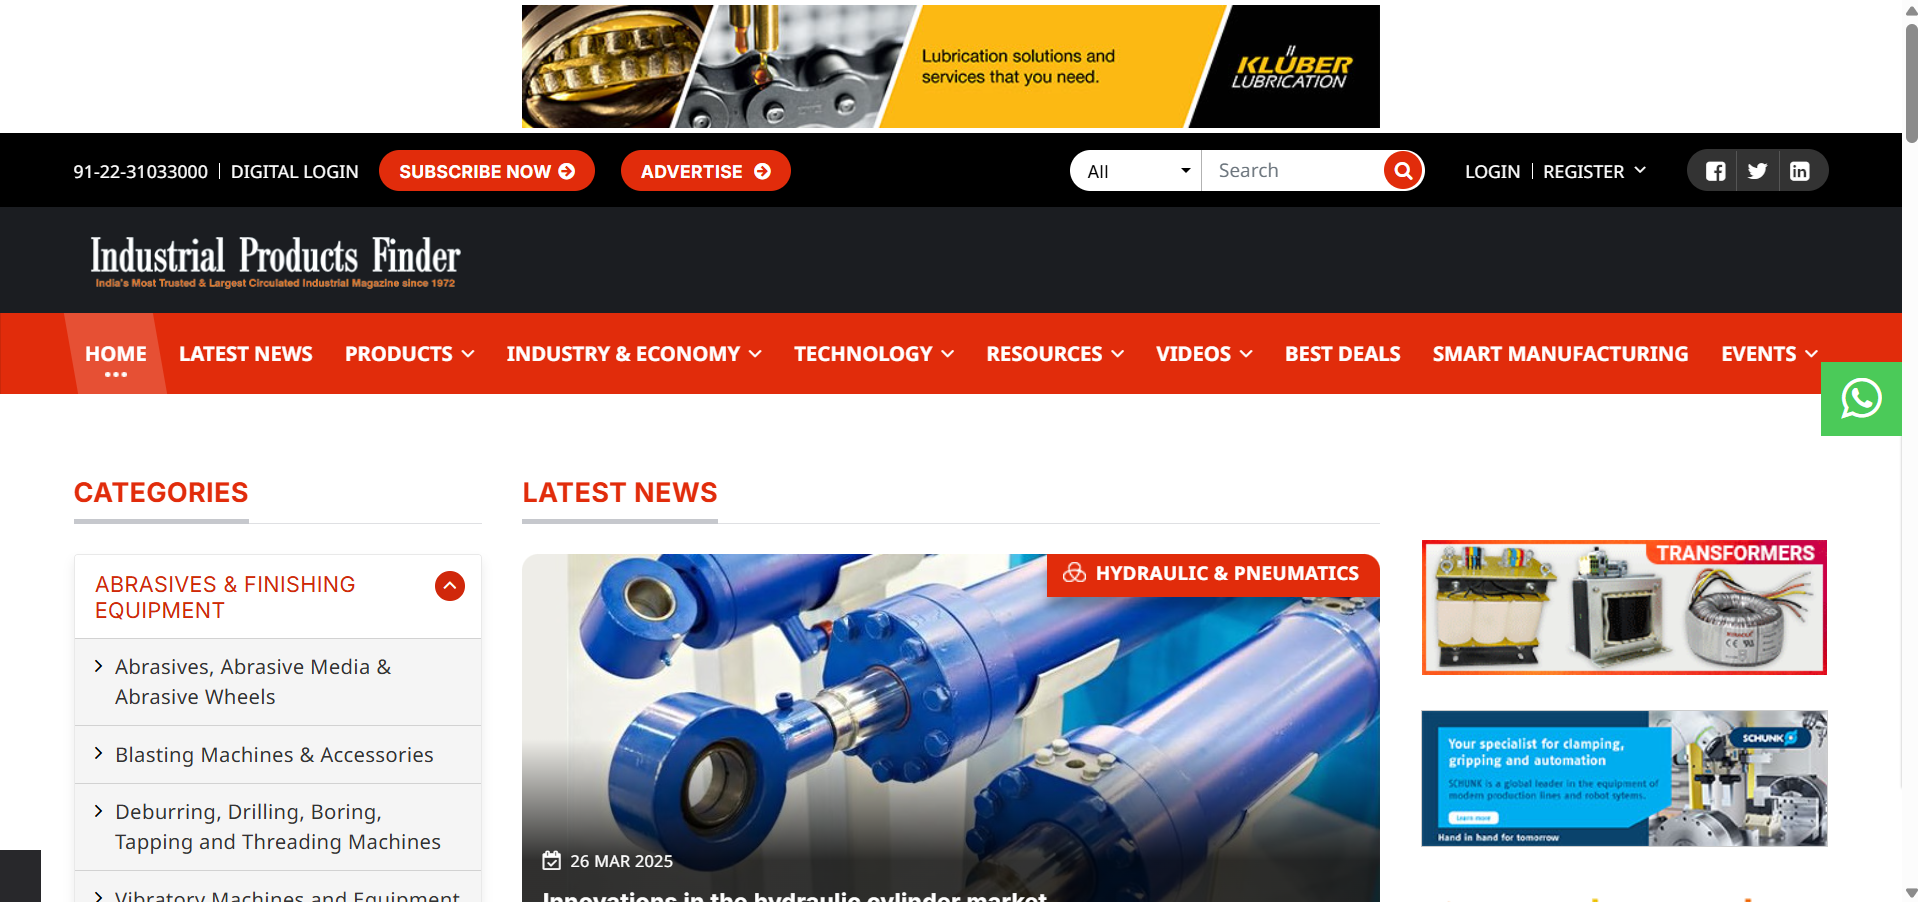 Lubrication solutions and
services that you need.
KLÜBER
LUBRICATION
91-22-31033000
DIGITAL LOGIN
SUBSCRIBE NOW
ADVERTISE
All
Search
LOGIN
REGISTER
Industrial Products Finder
India's Most Trusted & Largest Circulated Industrial Magazine since 1972
HOME
LATEST NEWS
PRODUCTS
INDUSTRY & ECONOMY
TECHNOLOGY
RESOURCES
VIDEOS
BEST DEALS
SMART MANUFACTURING
EVENTS
CATEGORIES
ABRASIVES & FINISHING
EQUIPMENT
Abrasives, Abrasive Media &
Abrasive Wheels
Blasting Machines & Accessories
Deburring, Drilling, Boring,
Tapping and Threading Machines
Vibratory Machines and Equipment
LATEST NEWS
HYDRAULIC & PNEUMATICS
26 MAR 2025
Innovations in the hydraulic cylinder market
TRANSFORMERS
SCHUNK
Your specialist for clamping,
gripping and automation
SCHUNK is a global leader in the equipment of
modern production lines and robot sytems.
Learn more
Hand in hand for tomorrow